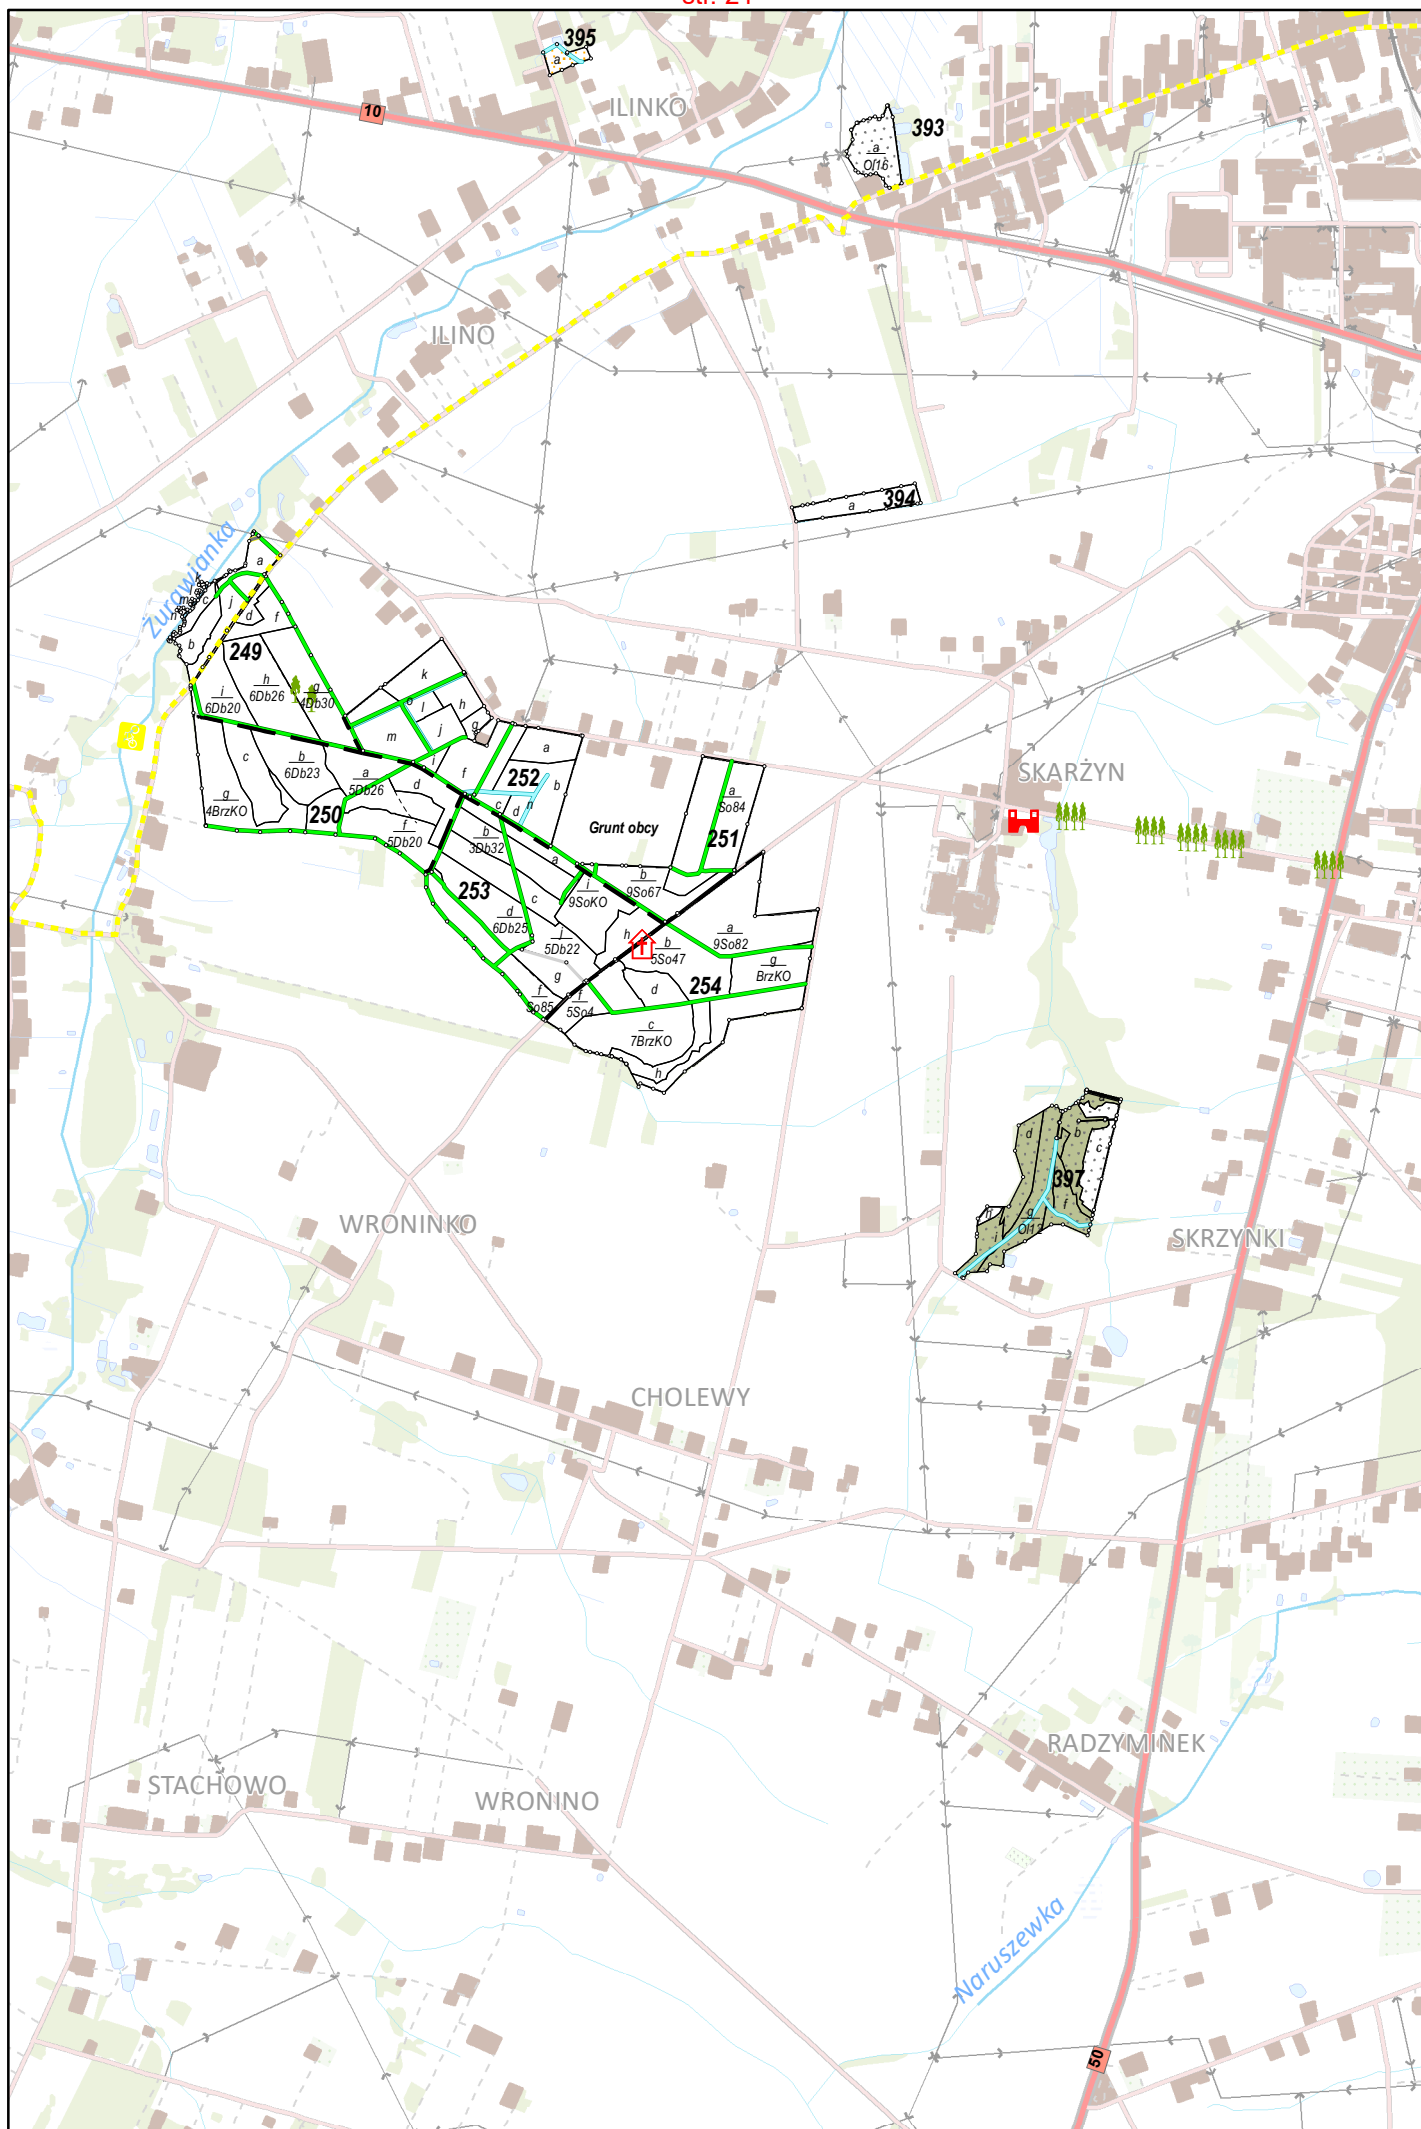 395
a
ILINKO
10
393
a
Ol16
ILINO
394
a
Żurawianka
a
m
c
j
n
d
f
b
249
h
6Db26
g
4Db30
i
6Db20
k
o
l
h
g
m
j
i
a
c
b
6Db23
a
5Db26
d
f
252
b
n
c
d
g
4BrzKO
250
f
5Db20
b
3Db32
Grunt obcy
a
So84
251
a
SKARŻYN
253
i
9SoKO
b
9So67
c
d
6Db25
j
5Db22
h
b
5So47
a
9So82
g
BrzKO
g
f
So85
f
5So4
d
254
c
7BrzKO
h
d
b
c
397
f
h
g
Ol12
i
WRONINKO
SKRZYNKI
CHOLEWY
RADZYMINEK
STACHOWO
WRONINO
Naruszewka
50